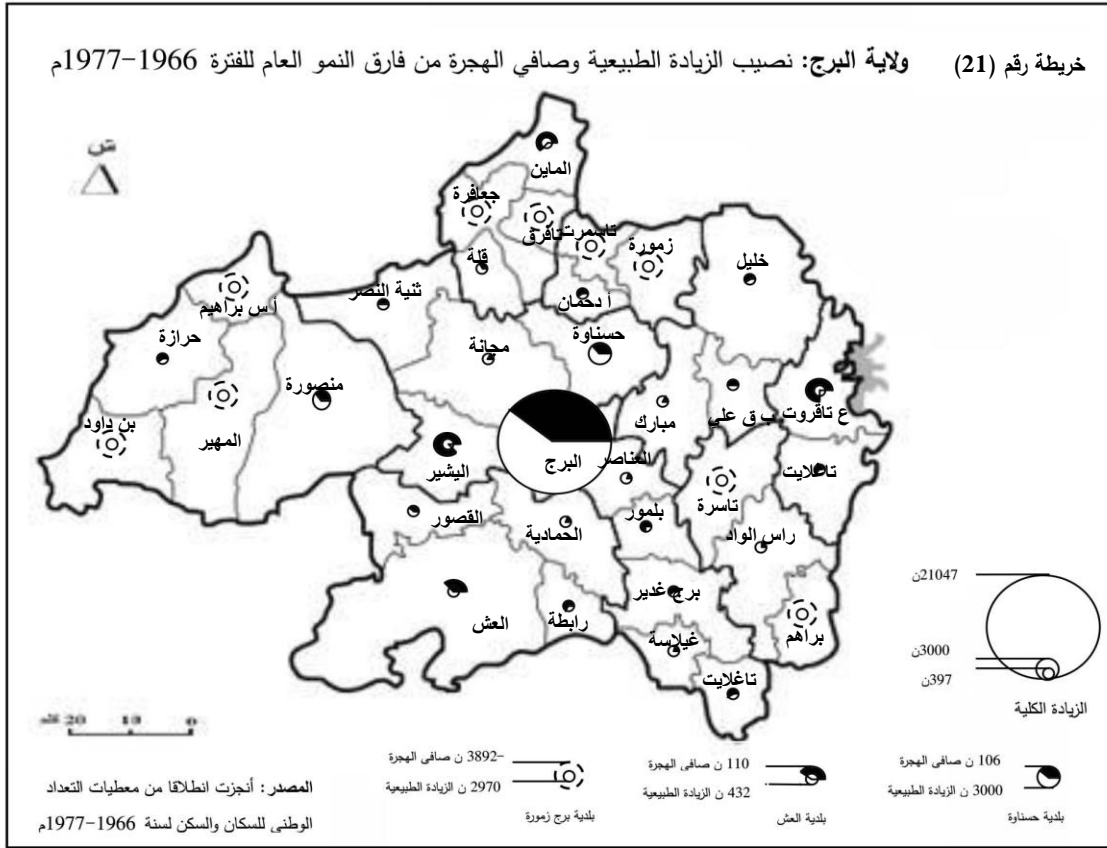 خريطة رقم (21) ولاية البرج: نصيب الزيادة الطبيعية وصافي الهجرة من فارق النمو العام للفترة 1966-1977م
ش
الماين
جعافرة
تافرق
تاسمرت
زمورة
خليل
قلة
أ دحمان
ثنية النصر
أ س براهيم
حرازة
مجانة
حسناوة
منصورة
المهير
بن داود
مبارك
ب ق علي
ع تاقروت
البرج
اليشير
العناصر
تاغلايت
تاسرة
القصور
الحمادية
بلمور
راس الواد
العش
رابطة
برج غدير
براهم
غيلاسة
تاغلايت
21047ن
3000ن
397ن
الزيادة الكلية
20 10 0
106 ن صافي الهجرة
3000 ن الزيادة الطبيعية
بلدية حسناوة
110 ن صافي الهجرة
432 ن الزيادة الطبيعية
بلدية العش
-3892 ن صافي الهجرة
2970 ن الزيادة الطبيعية
بلدية برج زمورة
المصدر: أنجزت انطلاقا من معطيات التعداد
الوطني للسكان والسكن لسنة 1966-1977م